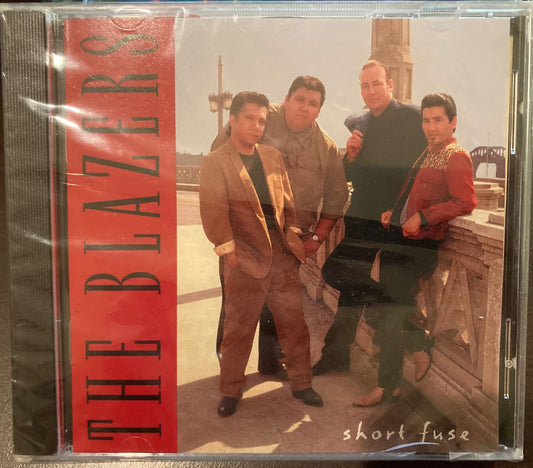 THE BLAZERS
short fuse